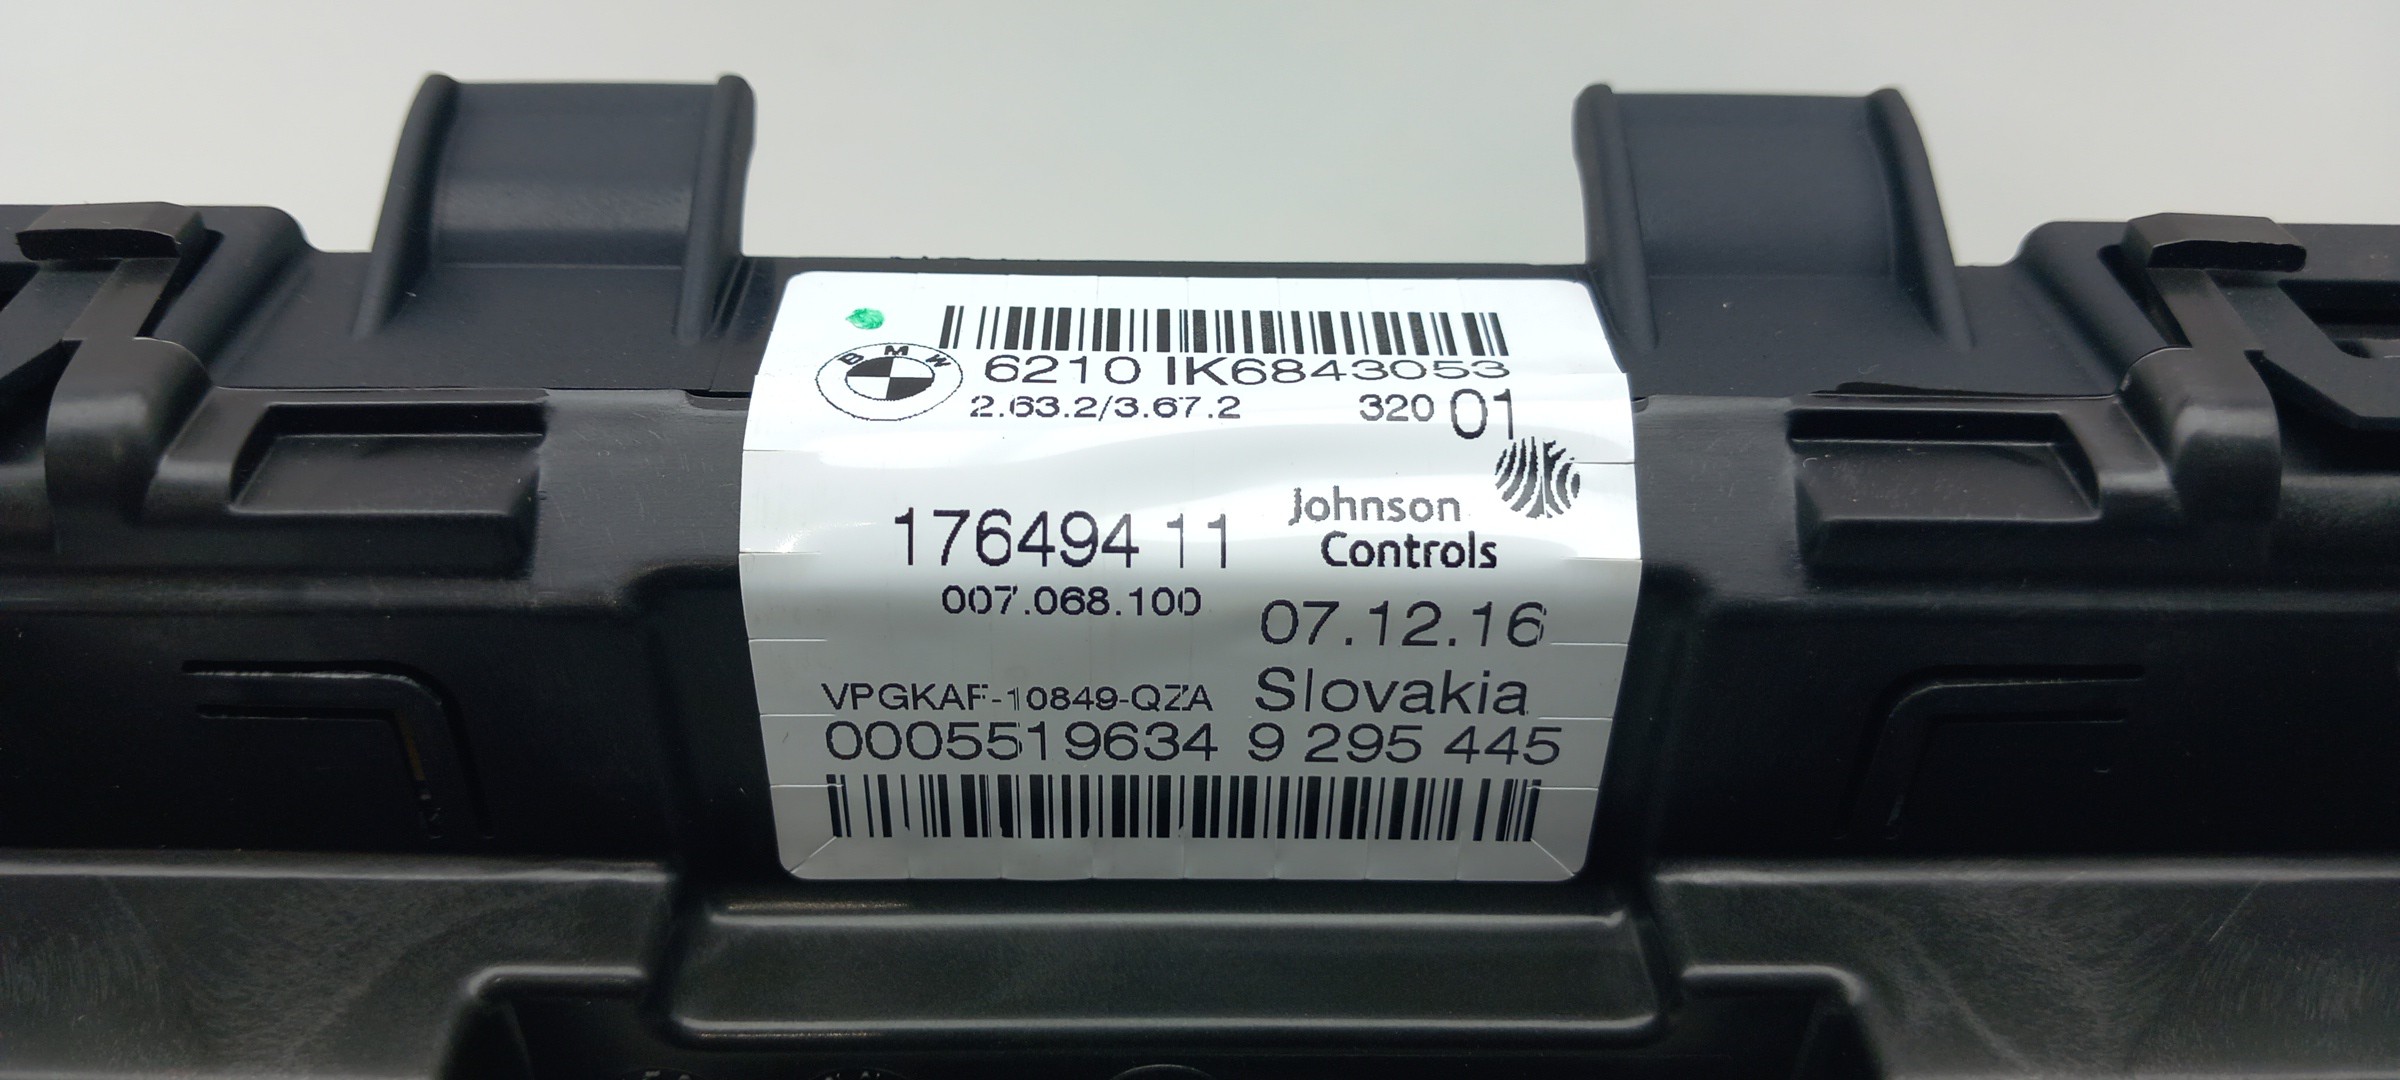 BMW
6210 IK6843053
2.63.2/3.67.2 320 01
176494 11
Johnson
Controls
007.068.100
07.12.16
VPGKAF-10849-QZA Slovakia
0005519634 9 295 445